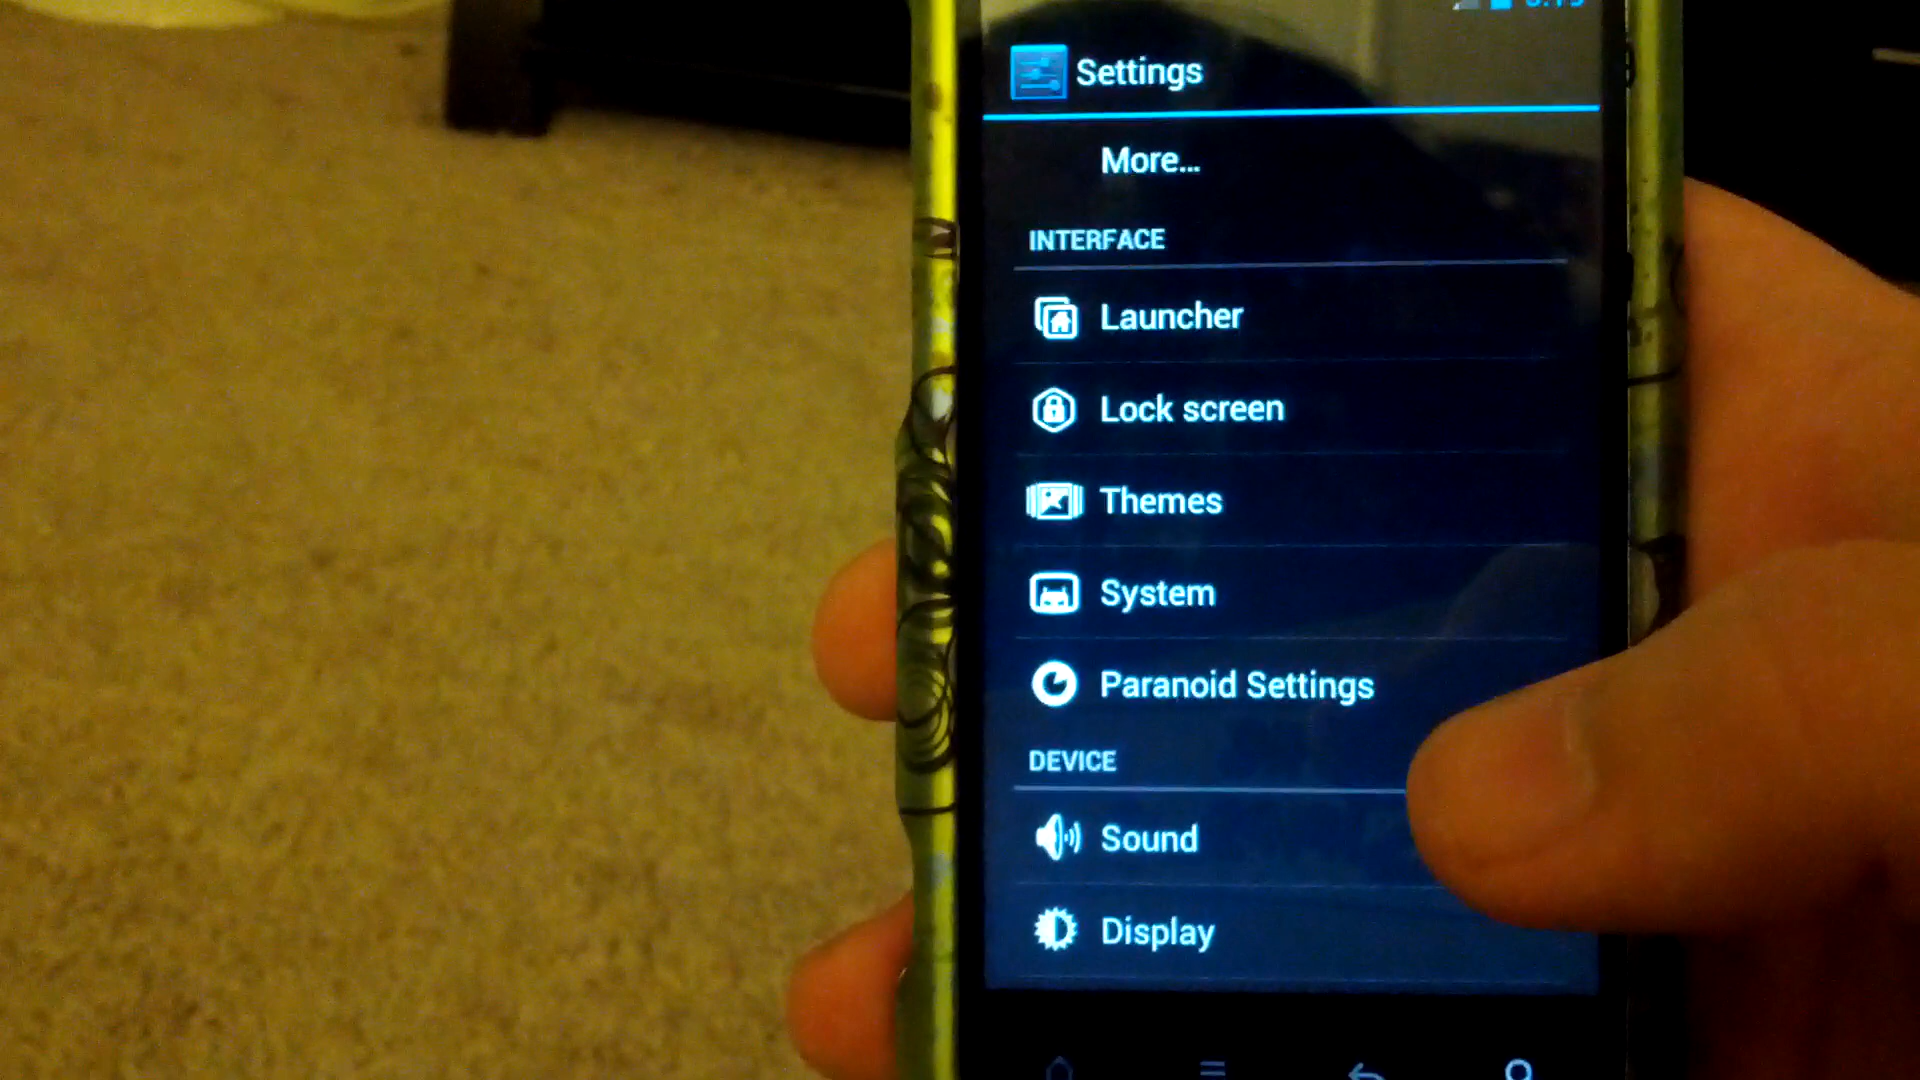 Settings
More...
INTERFACE
Launcher
Lock screen
Themes
System
Paranoid Settings
DEVICE
Sound
Display